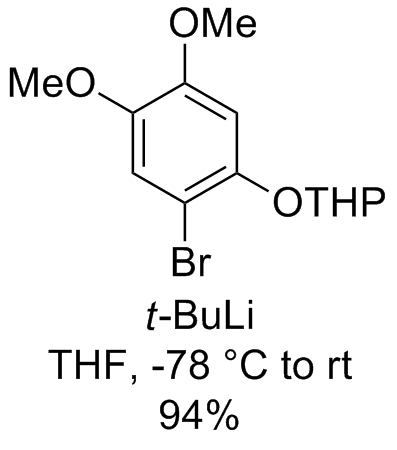 OMe
MeO
OTHP
Br
t-BuLi
THF, -78 °C to rt
94%